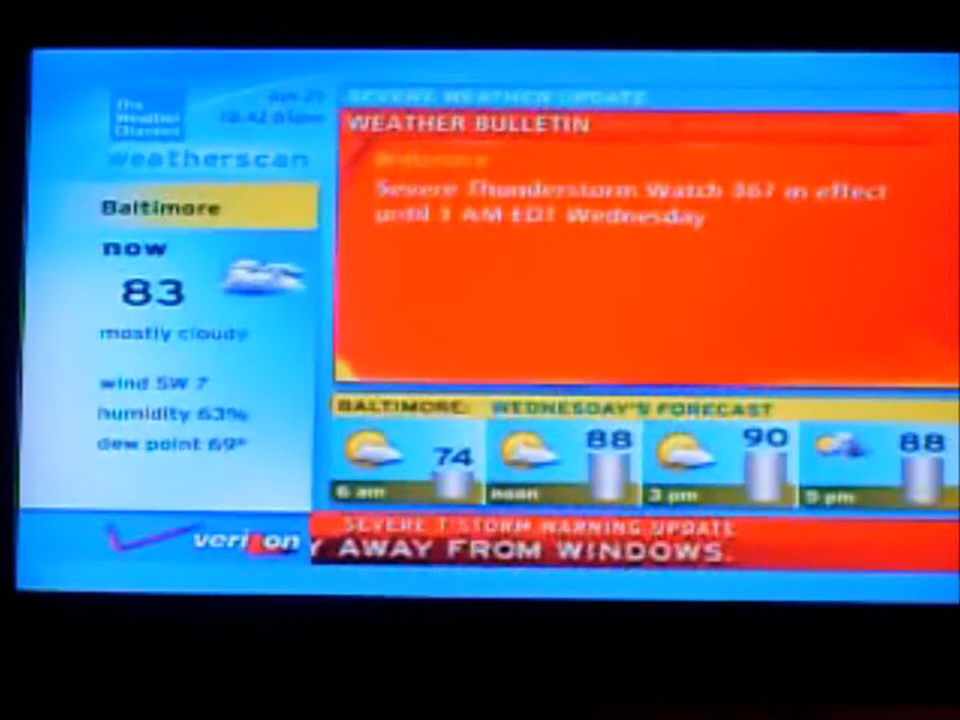 The
Weather
Channel
weatherscan
Baltimore
now
83
mostly cloudy
wind SW 7
humidity 63%
dew point 69°
SEVERE WEATHER UPDATE
WEATHER BULLETIN
Baltimore
Severe Thunderstorm Watch 367 in effect
until AM EDT Wednesday
BALTIMORE: WEDNESDAY'S FORECAST
74 88 90 88
6 am noon 3 pm 5 pm
verizon
SEVERE T-STORM WARNING UPDATE
Y AWAY FROM WINDOWS.